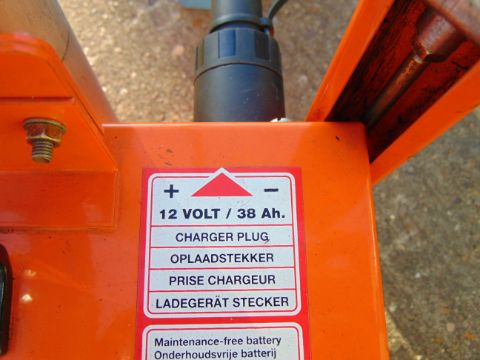 + -
12 VOLT / 38 Ah.
CHARGER PLUG
OPLAADSTEKKER
PRISE CHARGEUR
LADEGERÄT STECKER
Maintenance-free battery
Onderhoudsvrije batterij